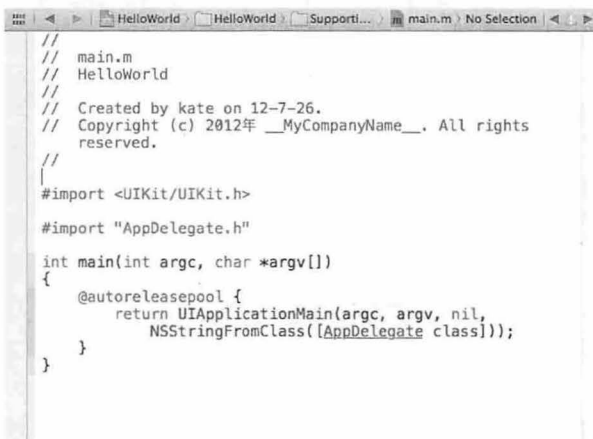 HelloWorld HelloWorld Supporti... main.m No Selection
//
//  main.m
//  HelloWorld
//
//  Created by kate on 12-7-26.
//  Copyright (c) 2012年 __MyCompanyName__. All rights
    reserved.
//
#import <UIKit/UIKit.h>
#import "AppDelegate.h"
int main(int argc, char *argv[])
{
    @autoreleasepool {
        return UIApplicationMain(argc, argv, nil,
            NSStringFromClass([AppDelegate class]));
    }
}